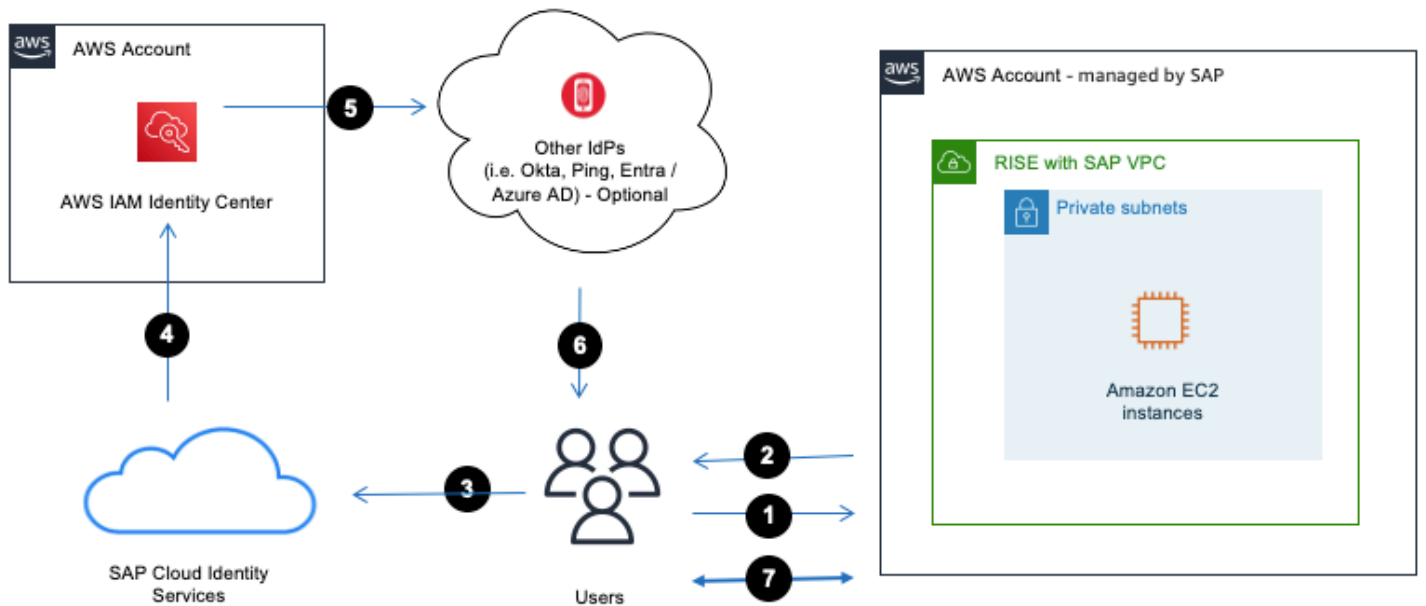 aws
AWS Account
AWS IAM Identity Center
5
Other IdPs
(i.e. Okta, Ping, Entra /
Azure AD) - Optional
aws
AWS Account - managed by SAP
RISE with SAP VPC
Private subnets
Amazon EC2
instances
4
6
2
3
1
7
SAP Cloud Identity
Services
Users